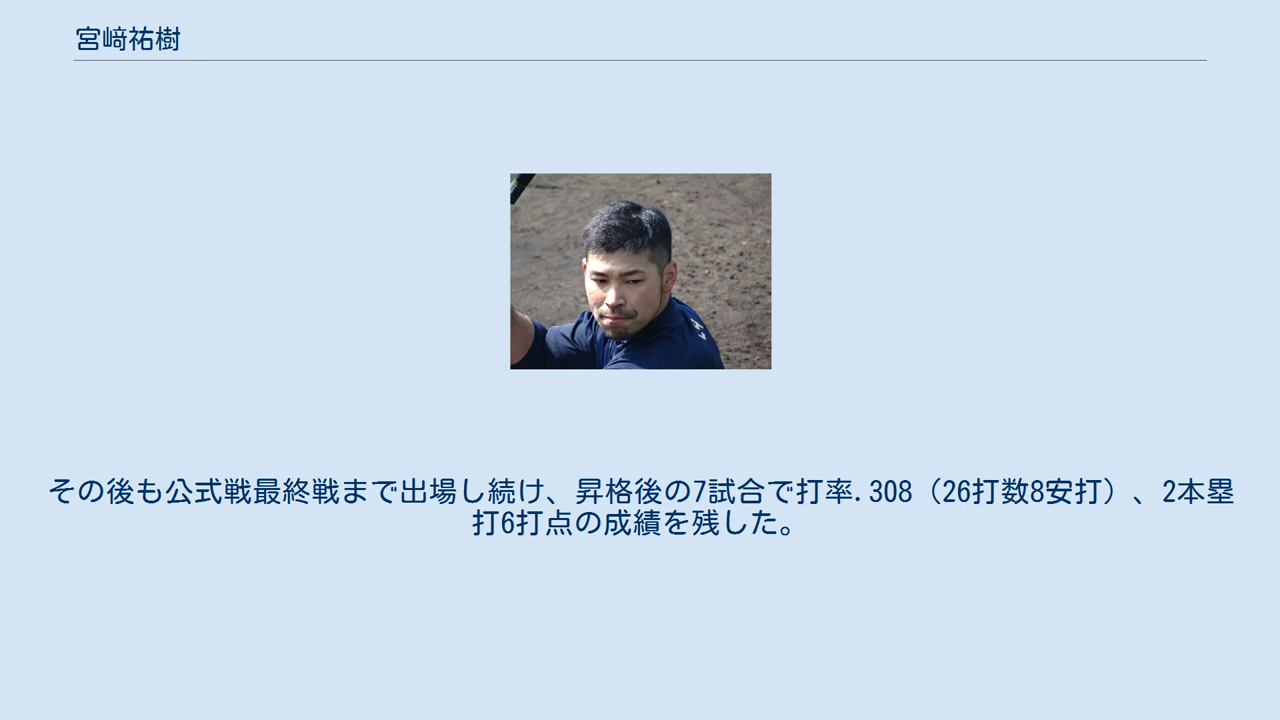 宮﨑祐樹
その後も公式戦最終戦まで出場し続け、昇格後の7試合で打率.308（26打数8安打）、2本塁
打6打点の成績を残した。